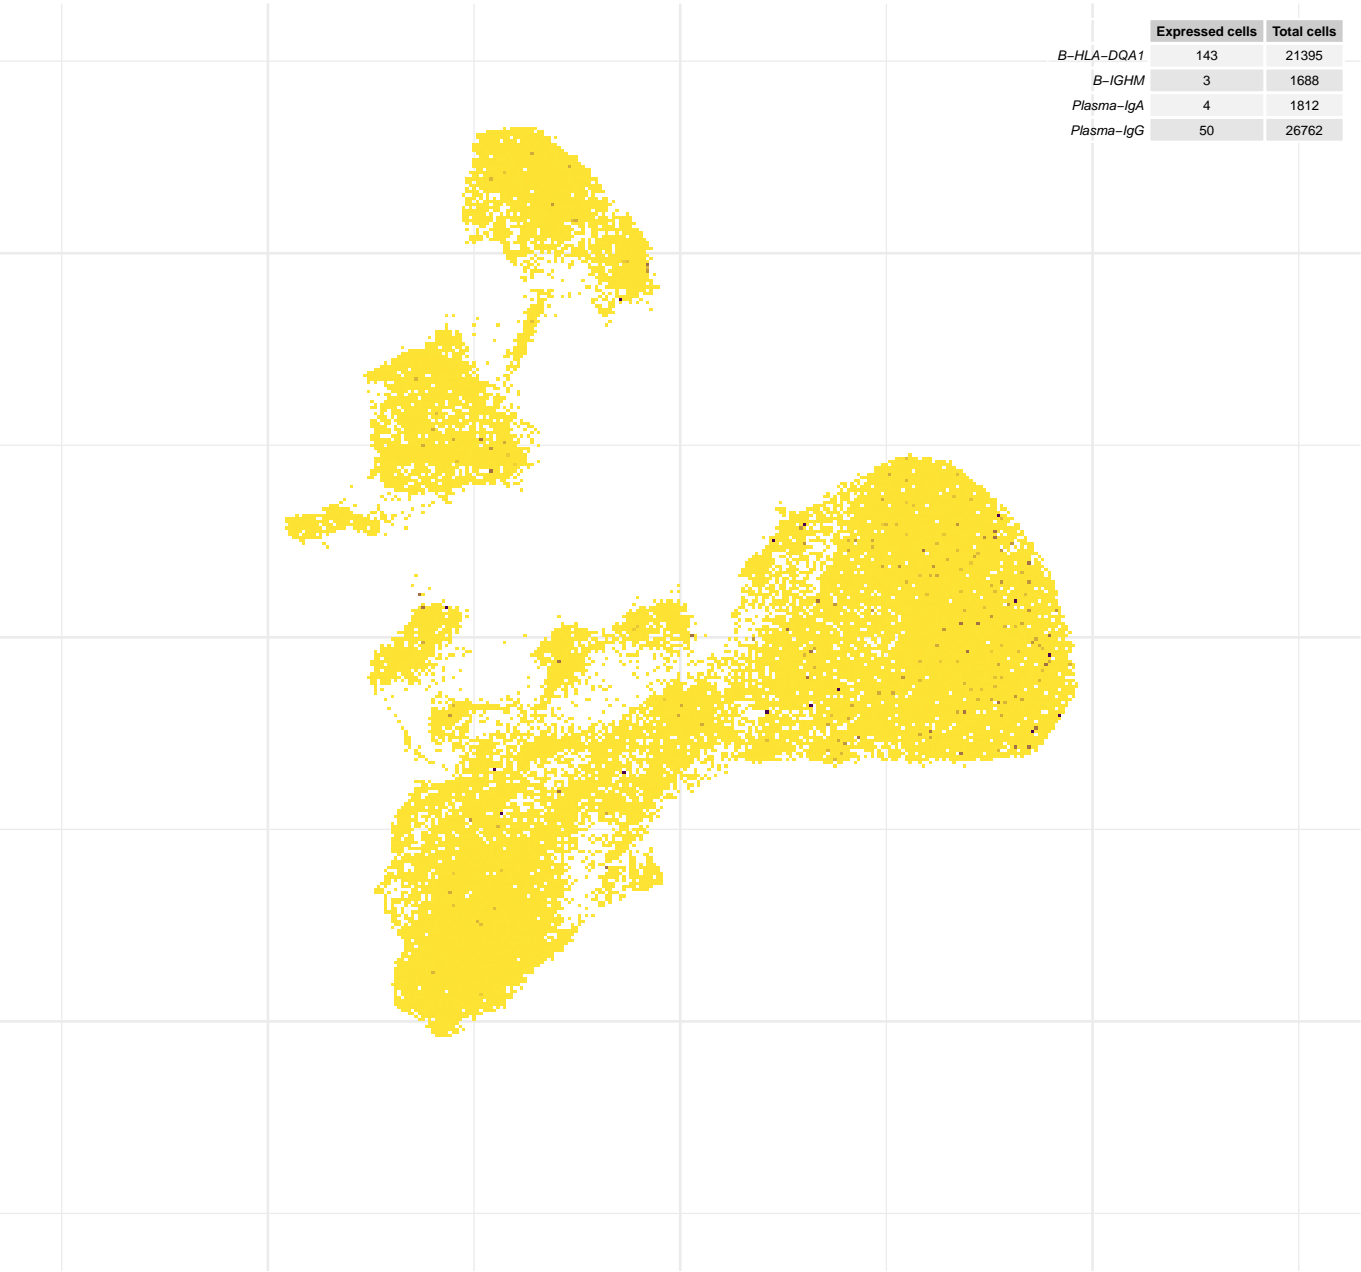 Expressed cells Total cells
B−HLA−DQA1 143 21395
B−IGHM 3 1688
Plasma−IgA 4 1812
Plasma−IgG 50 26762